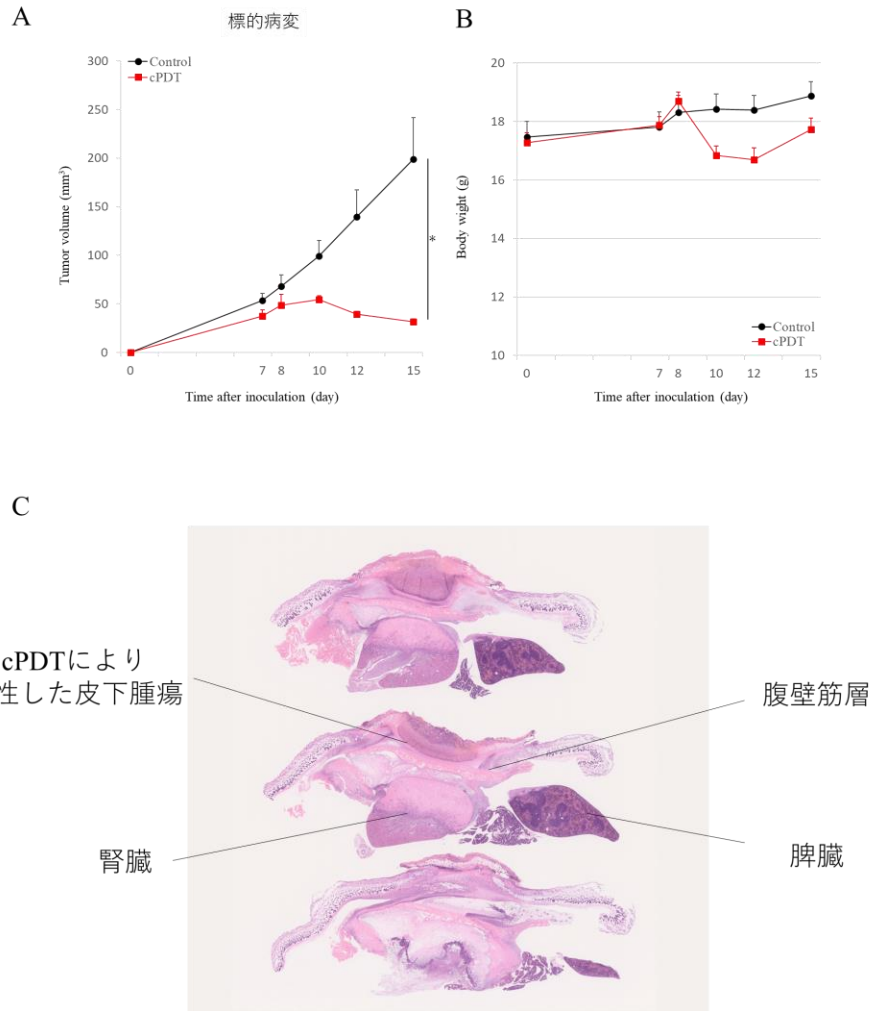 A
標的病変
Control
cPDT
300
250
200
150
100
50
0
Tumor volume (mm³)
*
0 7 8 10 12 15
Time after inoculation (day)
B
20
18
16
14
12
10
Body wight (g)
Control
cPDT
0 7 8 10 12 15
Time after inoculation (day)
C
cPDTにより
性した皮下腫瘍
腹壁筋層
腎臓
脾臓